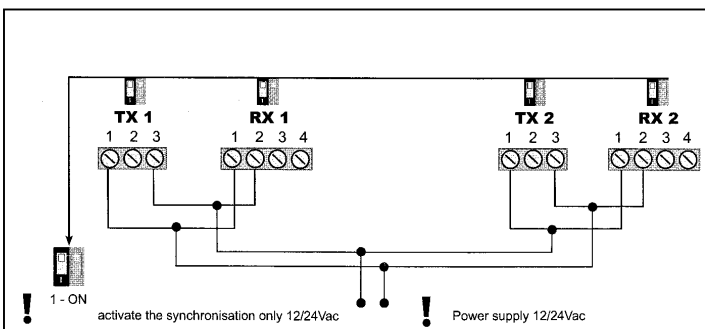 TX 1
RX 1
TX 2
RX 2
1 2 3
1 2 3 4
1 2 3
1 2 3 4
1 - ON
! activate the synchronisation only 12/24Vac
! Power supply 12/24Vac